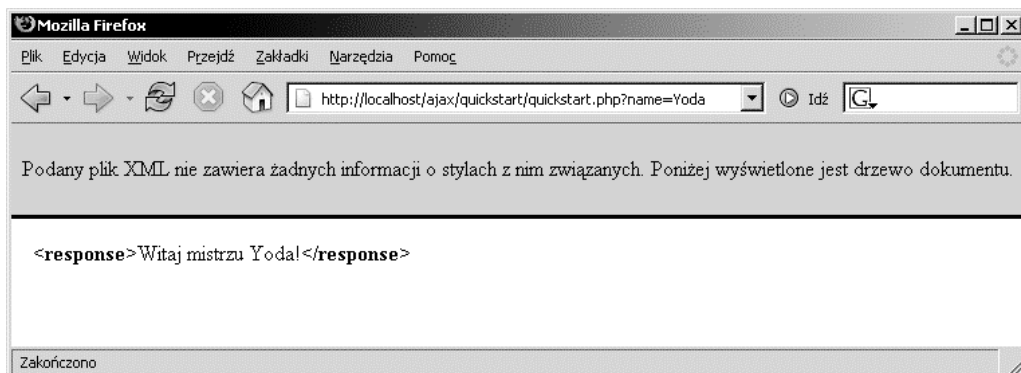 Mozilla Firefox
Plik Edycja Widok Przejdź Zakładki Narzędzia Pomoc
http://localhost/ajax/quickstart/quickstart.php?name=Yoda Idź G
Podany plik XML nie zawiera żadnych informacji o stylach z nim związanych. Poniżej wyświetlone jest drzewo dokumentu.
<response>Witaj mistrzu Yoda!</response>
Zakończono